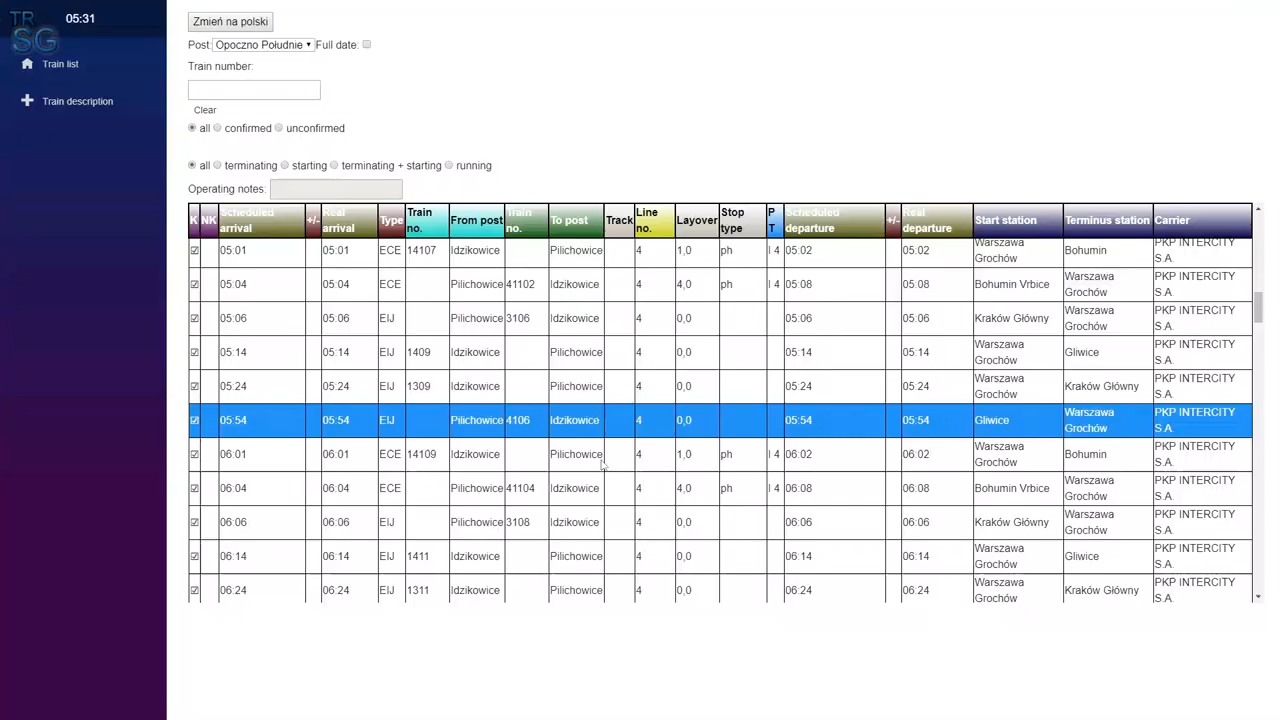 TR
SG
05:31
Train list
Train description
Zmień na polski
Post: Opoczno Południe Full date:
Train number:
Clear
all confirmed unconfirmed
all terminating starting terminating + starting running
Operating notes:
K NK Scheduled arrival +/- Real arrival Type Train no. From post Train no. To post Track Line no. Layover Stop type P T Scheduled departure +/- Real departure Start station Terminus station Carrier
05:01 05:01 ECE 14107 Idzikowice Pilichowice 4 1,0 ph I 4 05:02 05:02 Warszawa Grochów Bohumin PKP INTERCITY S.A.
05:04 05:04 ECE Pilichowice 41102 Idzikowice 4 4,0 ph I 4 05:08 05:08 Bohumin Vrbice Warszawa Grochów PKP INTERCITY S.A.
05:06 05:06 EIJ Pilichowice 3106 Idzikowice 4 0,0 05:06 05:06 Kraków Główny Warszawa Grochów PKP INTERCITY S.A.
05:14 05:14 EIJ 1409 Idzikowice Pilichowice 4 0,0 05:14 05:14 Warszawa Grochów Gliwice PKP INTERCITY S.A.
05:24 05:24 EIJ 1309 Idzikowice Pilichowice 4 0,0 05:24 05:24 Warszawa Grochów Kraków Główny PKP INTERCITY S.A.
05:54 05:54 EIJ Pilichowice 4106 Idzikowice 4 0,0 05:54 05:54 Gliwice Warszawa Grochów PKP INTERCITY S.A.
06:01 06:01 ECE 14109 Idzikowice Pilichowice 4 1,0 ph I 4 06:02 06:02 Warszawa Grochów Bohumin PKP INTERCITY S.A.
06:04 06:04 ECE Pilichowice 41104 Idzikowice 4 4,0 ph I 4 06:08 06:08 Bohumin Vrbice Warszawa Grochów PKP INTERCITY S.A.
06:06 06:06 EIJ Pilichowice 3108 Idzikowice 4 0,0 06:06 06:06 Kraków Główny Warszawa Grochów PKP INTERCITY S.A.
06:14 06:14 EIJ 1411 Idzikowice Pilichowice 4 0,0 06:14 06:14 Warszawa Grochów Gliwice PKP INTERCITY S.A.
06:24 06:24 EIJ 1311 Idzikowice Pilichowice 4 0,0 06:24 06:24 Warszawa Grochów Kraków Główny PKP INTERCITY S.A.